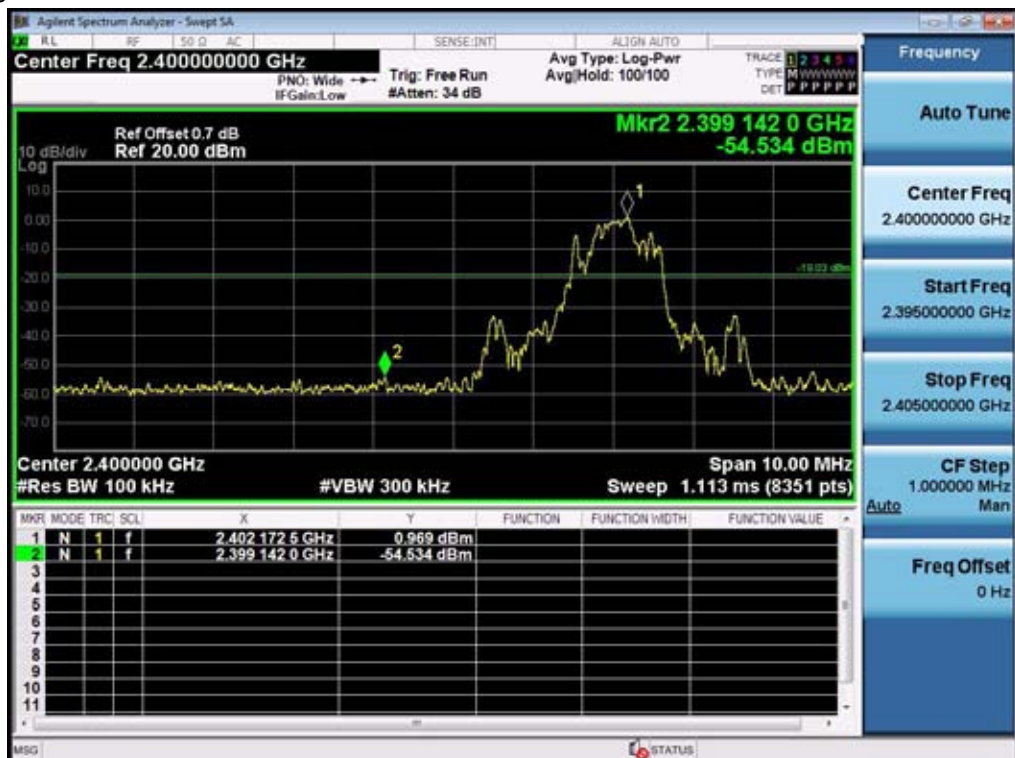 Agilent Spectrum Analyzer - Swept SA
RL RF 50 Ω AC SENSE:INT ALIGN AUTO
Center Freq 2.400000000 GHz
PNO: Wide
IFGain:Low
Trig: Free Run
#Atten: 34 dB
Avg Type: Log-Pwr
Avg|Hold: 100/100
TRACE 1 2 3 4 5 6
TYPE M WWWWW
DET P P P P P P
Ref Offset 0.7 dB
10 dB/div Ref 20.00 dBm
Log
Mkr2 2.399 142 0 GHz
-54.534 dBm
10.0
0.00
-10.0
-20.0
-30.0
-40.0
-50.0
-60.0
-70.0
1
2
-19.03 dBm
Center 2.400000 GHz Span 10.00 MHz
#Res BW 100 kHz #VBW 300 kHz Sweep 1.113 ms (8351 pts)
MKR MODE TRC SCL X Y FUNCTION FUNCTION WIDTH FUNCTION VALUE
1 N 1 f 2.402 172 5 GHz 0.969 dBm
2 N 1 f 2.399 142 0 GHz -54.534 dBm
3
4
5
6
7
8
9
10
11
MSG STATUS
Frequency
Auto Tune
Center Freq
2.400000000 GHz
Start Freq
2.395000000 GHz
Stop Freq
2.405000000 GHz
CF Step
1.000000 MHz
Auto Man
Freq Offset
0 Hz